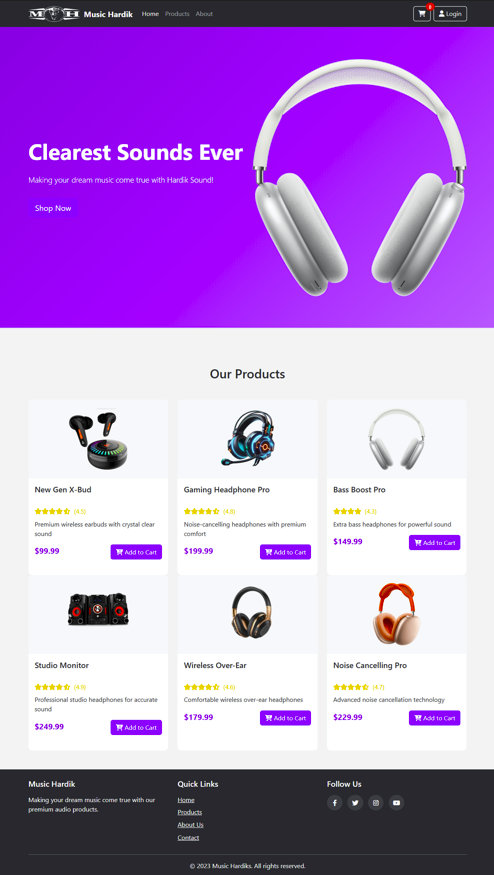 M H Music Hardik Home Products About 0 Login
Clearest Sounds Ever
Making your dream music come true with Hardik Sound!
Shop Now
Our Products
New Gen X-Bud
(4.5)
Premium wireless earbuds with crystal clear
sound
$99.99 Add to Cart
Gaming Headphone Pro
(4.8)
Noise-cancelling headphones with premium
comfort
$199.99 Add to Cart
Bass Boost Pro
Extra bass headphones for powerful sound
$149.99 Add to Cart
Studio Monitor
(4.9)
Professional studio headphones for accurate
sound
$249.99 Add to Cart
Wireless Over-Ear
(4.6)
Comfortable wireless over-ear headphones
$179.99 Add to Cart
Noise Cancelling Pro
(4.7)
Advanced noise cancellation technology
$229.99 Add to Cart
Music Hardik
Making your dream music come true with our
premium audio products.
Quick Links
Home
Products
About Us
Contact
Follow Us
© 2023 Music Hardiks. All rights reserved.